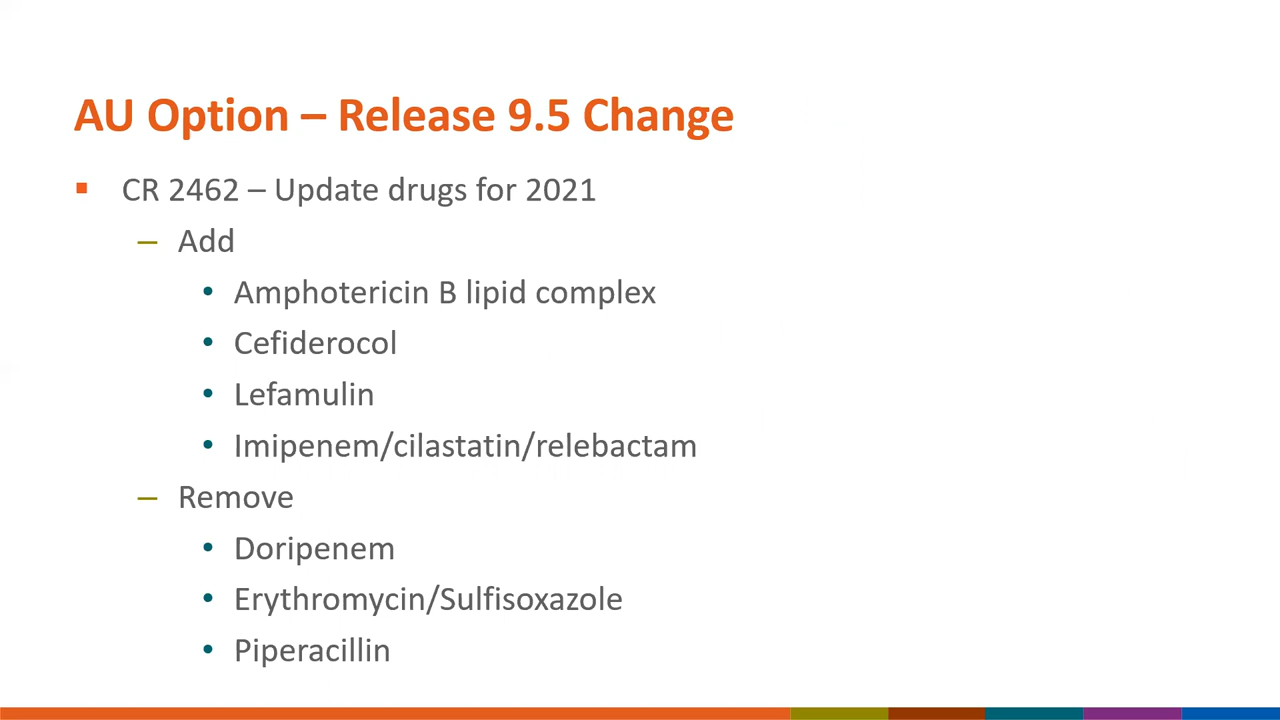 AU Option – Release 9.5 Change
▪ CR 2462 – Update drugs for 2021
– Add
• Amphotericin B lipid complex
• Cefiderocol
• Lefamulin
• Imipenem/cilastatin/relebactam
– Remove
• Doripenem
• Erythromycin/Sulfisoxazole
• Piperacillin